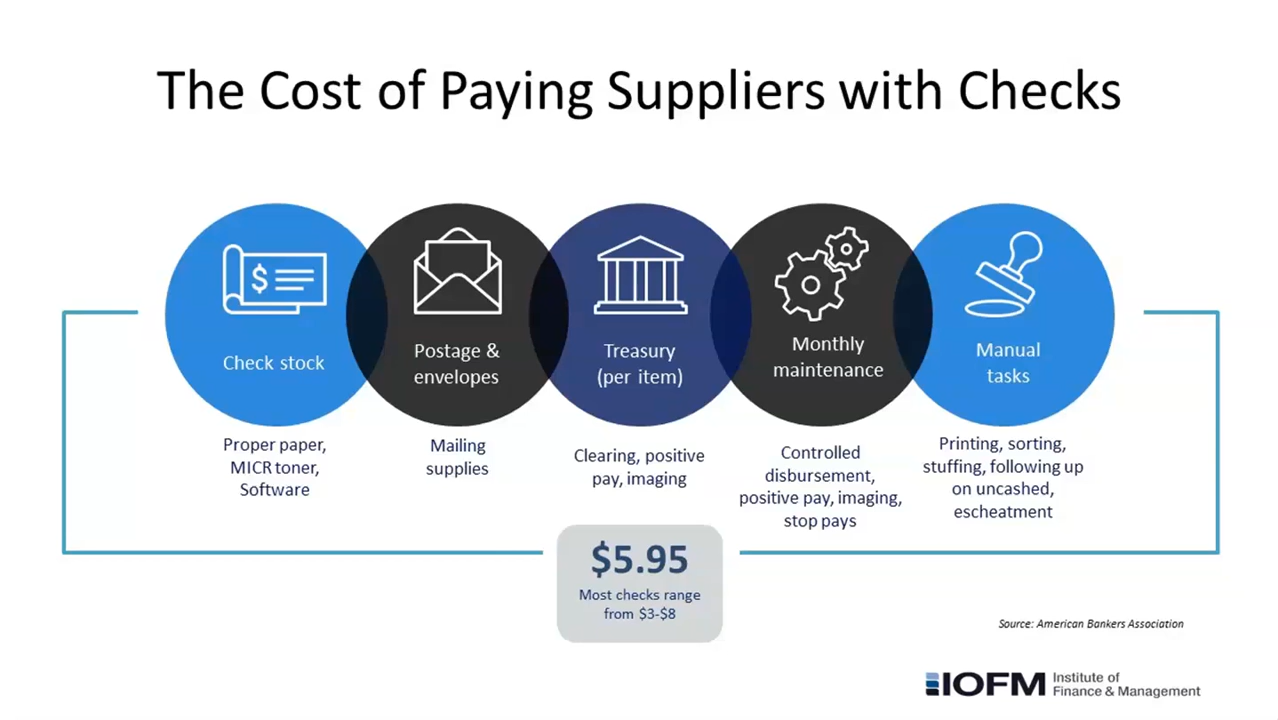 The Cost of Paying Suppliers with Checks
$
Check stock
Proper paper,
MICR toner,
Software
Postage &
envelopes
Mailing
supplies
Treasury
(per item)
Clearing, positive
pay, imaging
Monthly
maintenance
Controlled
disbursement,
positive pay, imaging,
stop pays
Manual
tasks
Printing, sorting,
stuffing, following up
on uncashed,
escheatment
$5.95
Most checks range
from $3-$8
Source: American Bankers Association
IOFM
Institute of
Finance & Management